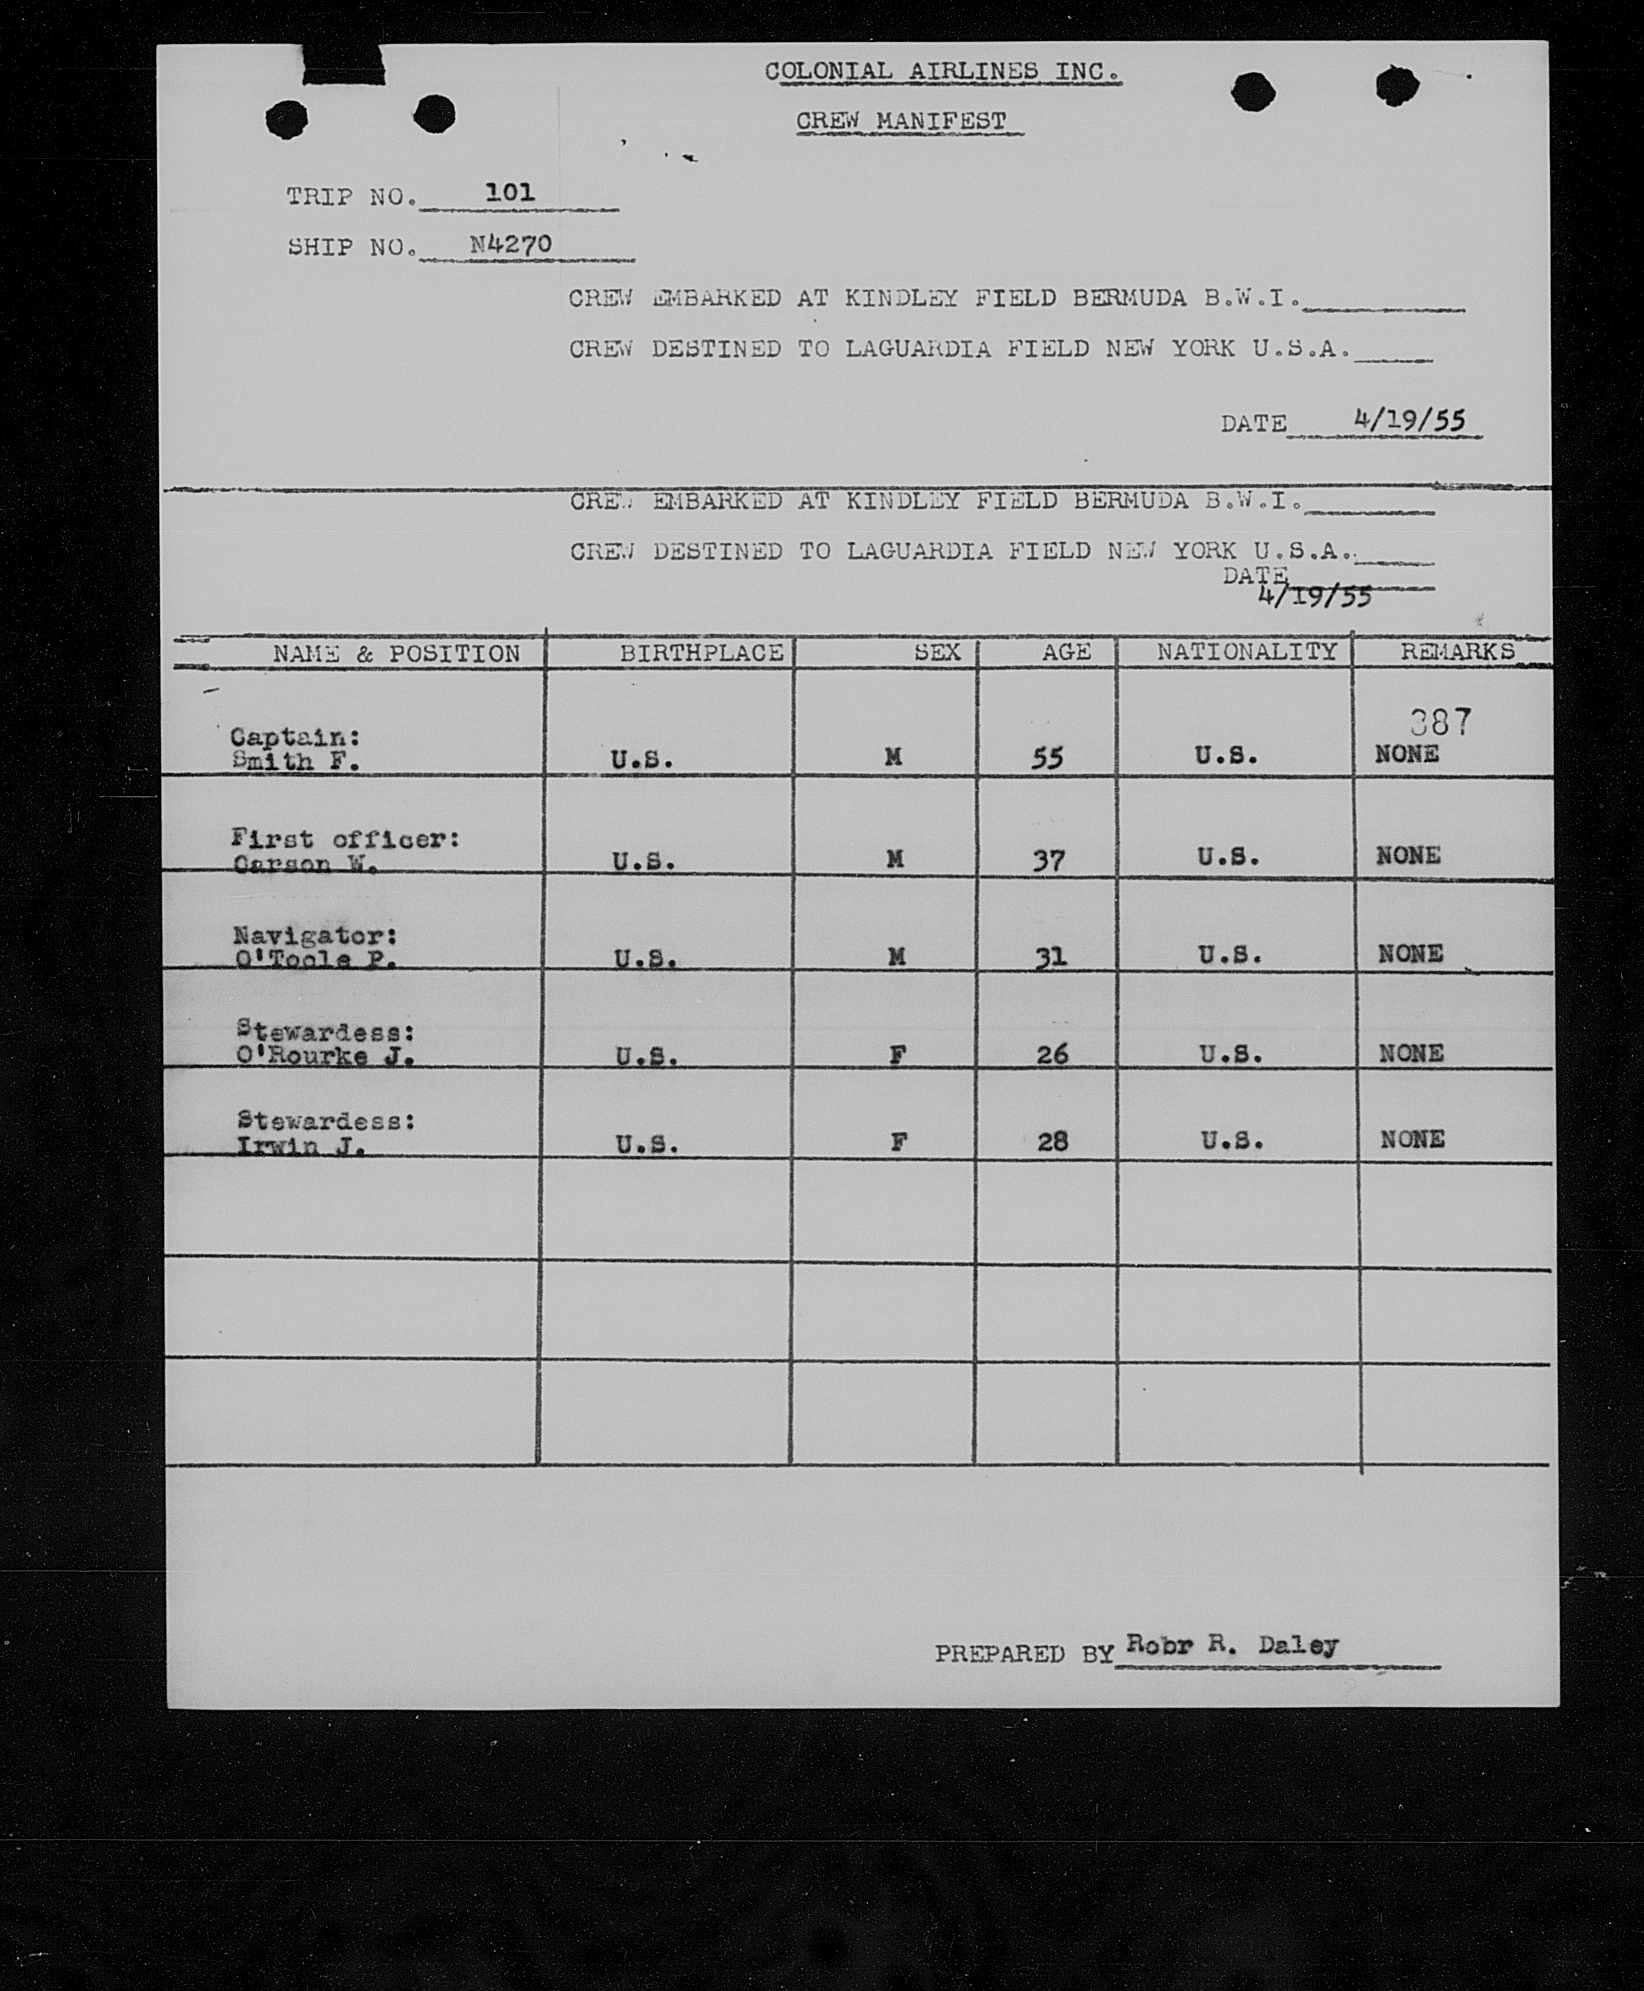 COLONIAL AIRLINES INC.
CREW MANIFEST
TRIP NO. 101
SHIP NO. N4270
CREW EMBARKED AT KINDLEY FIELD BERMUDA B.W.I.
CREW DESTINED TO LAGUARDIA FIELD NEW YORK U.S.A.
DATE 4/19/55
CREW EMBARKED AT KINDLEY FIELD BERMUDA B.W.I.
CREW DESTINED TO LAGUARDIA FIELD NEW YORK U.S.A.
DATE
4/19/55
NAME & POSITION BIRTHPLACE SEX AGE NATIONALITY REMARKS
387
Captain:
Smith F. U.S. M 55 U.S. NONE
First officer:
Carson W. U.S. M 37 U.S. NONE
Navigator:
O'Toole P. U.S. M 31 U.S. NONE
Stewardess:
O'Rourke J. U.S. F 26 U.S. NONE
Stewardess:
Irwin J. U.S. F 28 U.S. NONE
PREPARED BY Robr R. Daley